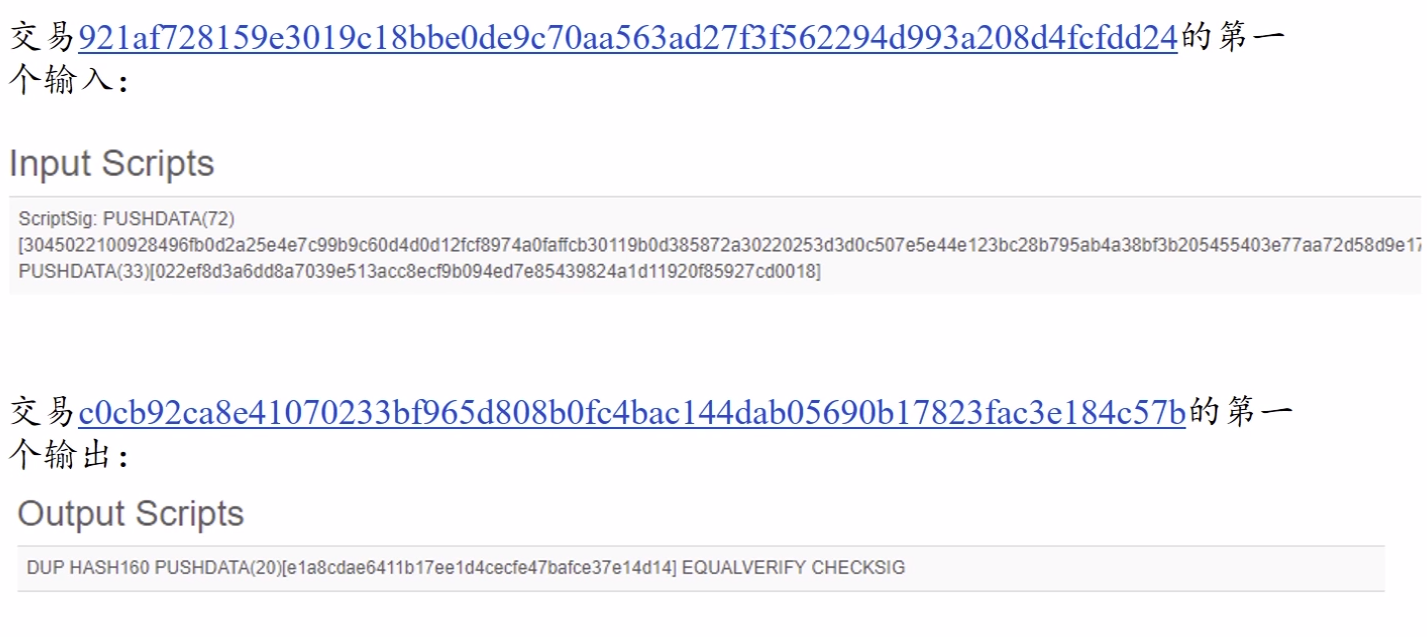 交易921af728159e3019c18bbe0de9c70aa563ad27f3f562294d993a208d4fcfdd24的第一
个输入：
Input Scripts
ScriptSig: PUSHDATA(72)
[3045022100928496fb0d2a25e4e7c99b9c60d4d0d12fcf8974a0faffcb30119b0d385872a30220253d3d0c507e5e44e123bc28b795ab4a38bf3b205455403e77aa72d58d9e17
PUSHDATA(33)[022ef8d3a6dd8a7039e513acc8ecf9b094ed7e85439824a1d11920f85927cd0018]
交易c0cb92ca8e41070233bf965d808b0fc4bac144dab05690b17823fac3e184c57b的第一
个输出：
Output Scripts
DUP HASH160 PUSHDATA(20)[e1a8cdae6411b17ee1d4cecfe47bafce37e14d14] EQUALVERIFY CHECKSIG